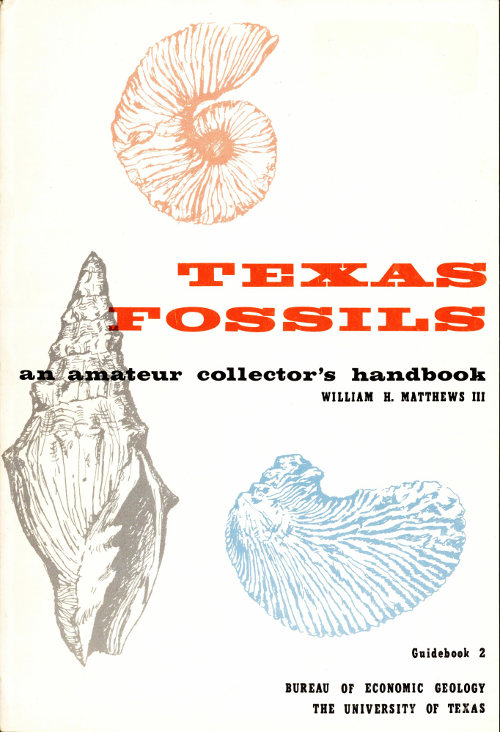 TEXAS
FOSSILS
an amateur collector's handbook
WILLIAM H. MATTHEWS III
Guidebook 2
BUREAU OF ECONOMIC GEOLOGY
THE UNIVERSITY OF TEXAS